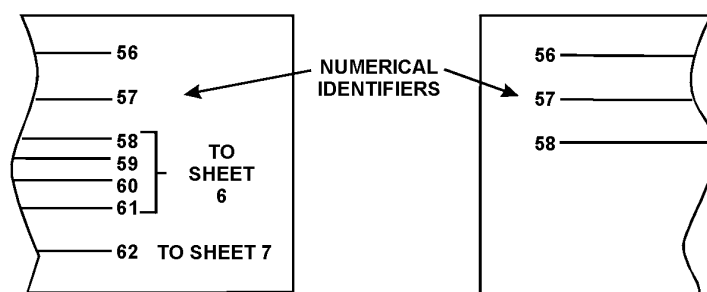 56
57
58
59
60
61
TO
SHEET
6
62 TO SHEET 7
NUMERICAL
IDENTIFIERS
56
57
58